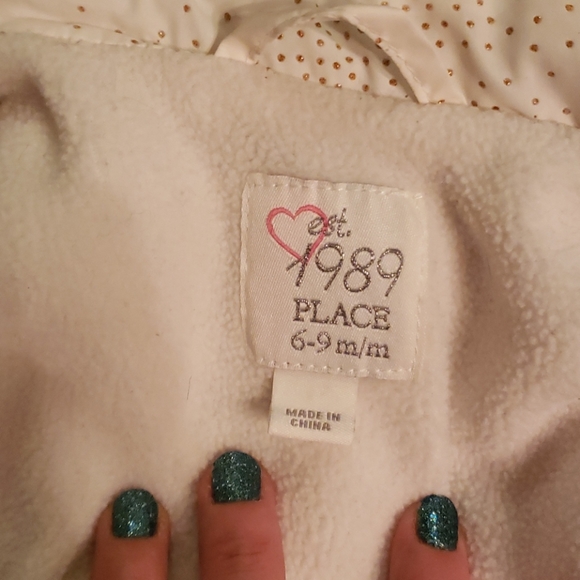 est.
1989
PLACE
6-9 m/m
MADE IN
CHINA